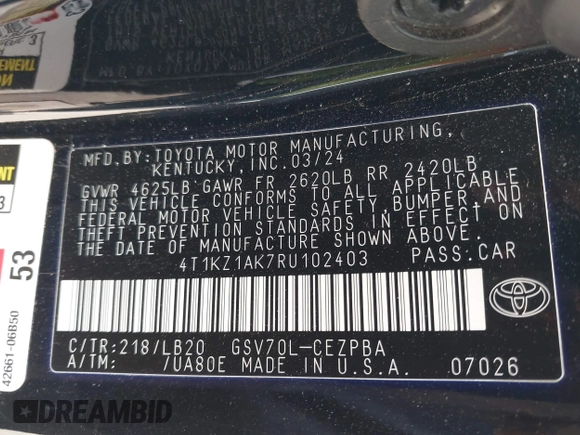 MFD.BY:TOYOTA MOTOR MANUFACTURING,
KENTUCKY, INC.03/24
GVWR 4625LB GAWR FR 2620LB RR 2420LB
THIS VEHICLE CONFORMS TO ALL APPLICABLE
FEDERAL MOTOR VEHICLE SAFETY, BUMPER,AND
THEFT PREVENTION STANDARDS IN EFFECT ON
THE DATE OF MANUFACTURE SHOWN ABOVE.
4T1KZ1AK7RU102403 PASS.CAR
C/TR:218/LB20 GSV70L-CEZPBA
A/TM: /UA80E MADE IN U.S.A. 07026
TOYOTA
53
42661-06B50
3
DREAMBID